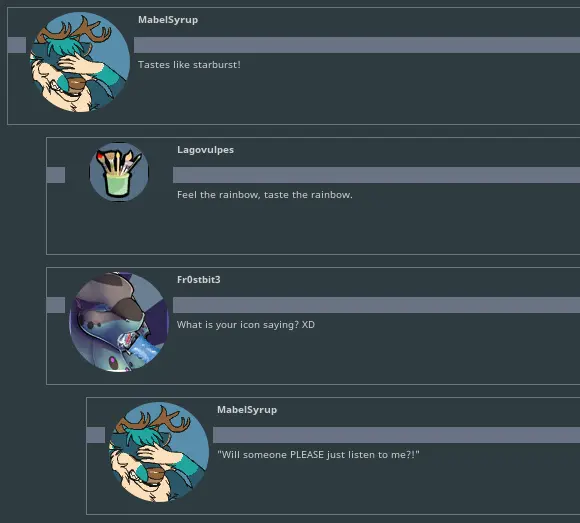 MabelSyrup
Tastes like starburst!
Lagovulpes
Feel the rainbow, taste the rainbow.
Fr0stbit3
What is your icon saying? XD
MabelSyrup
"Will someone PLEASE just listen to me?!"